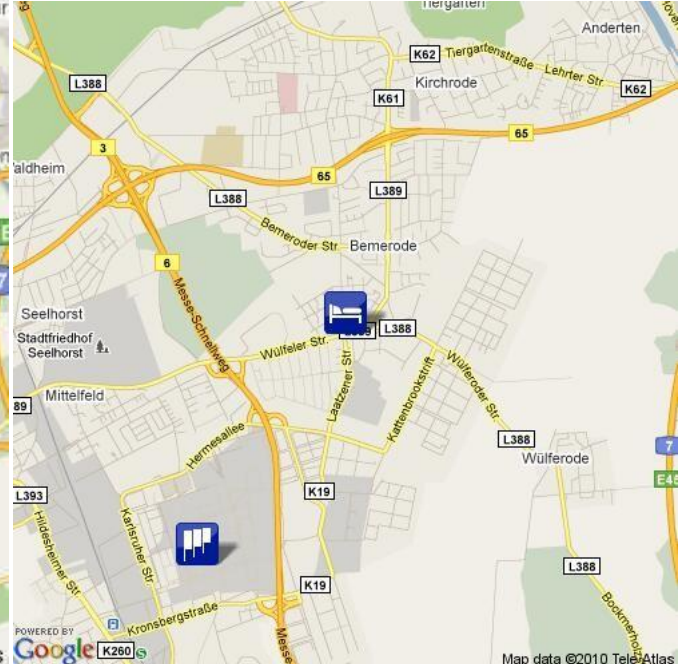 Tiergarten
Anderten
K62
Tiergartenstraße
Lehrter Str.
K62
Kirchrode
L388
K61
3
65
65
L388
L389
Bemeroder Str.
Bemerode
6
Messe-Schnellweg
Seelhorst
Stadtfriedhof
Seelhorst
L388
Wülfeler Str.
Laatzener Str.
Kattenbrookstrift
Wülferoder Str.
Mittelfeld
89
Hermesallee
L388
Wülferode
7
E45
L393
K19
Hildesheimer Str
Karlsruher Str
K19
L388
Kronsbergstraße
Messe
POWERED BY
Google
K260
S
Map data ©2010 Tele Atlas